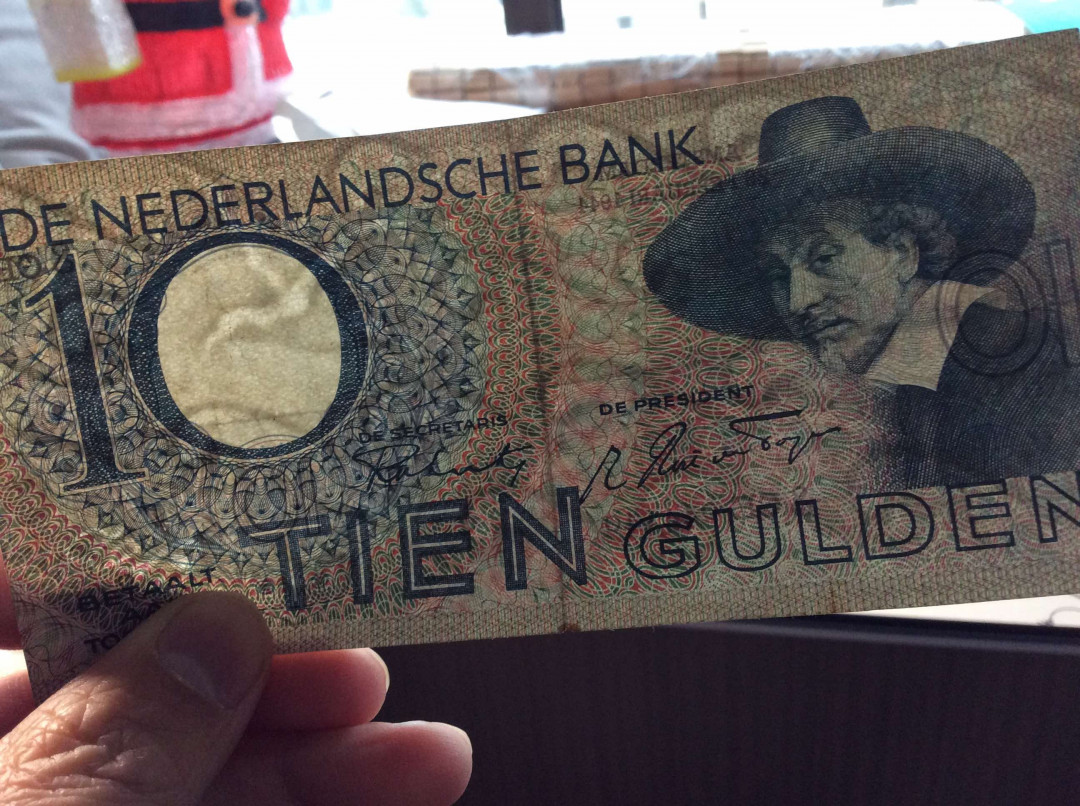 DE NEDERLANDSCHE BANK
10
DE SECRETARIS
DE PRESIDENT
TIEN GULDEN
BETAALT